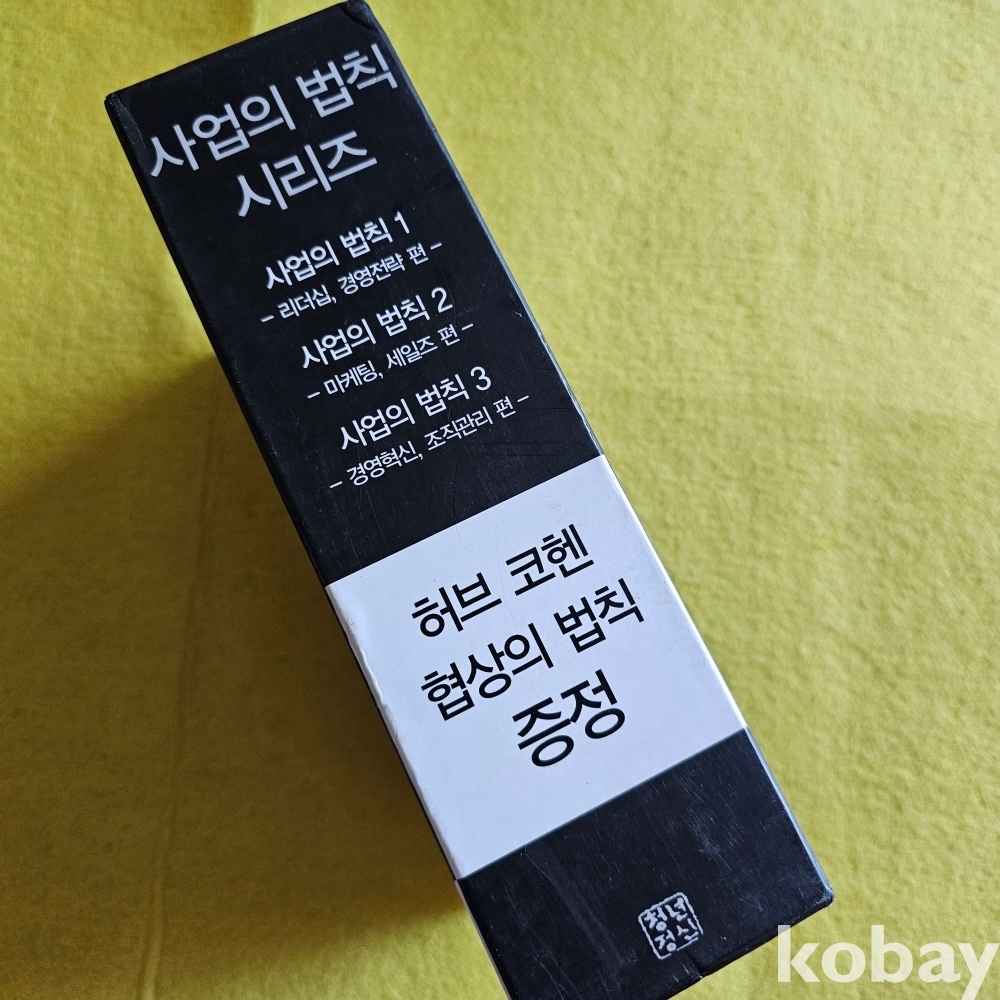 사업의 법칙
시리즈
사업의 법칙 1
- 리더십, 경영전략 편 -
사업의 법칙 2
- 마케팅, 세일즈 편 -
사업의 법칙 3
- 경영혁신, 조직관리 편 -
허브 코헨
협상의 법칙
증정
청년
정신
kobay